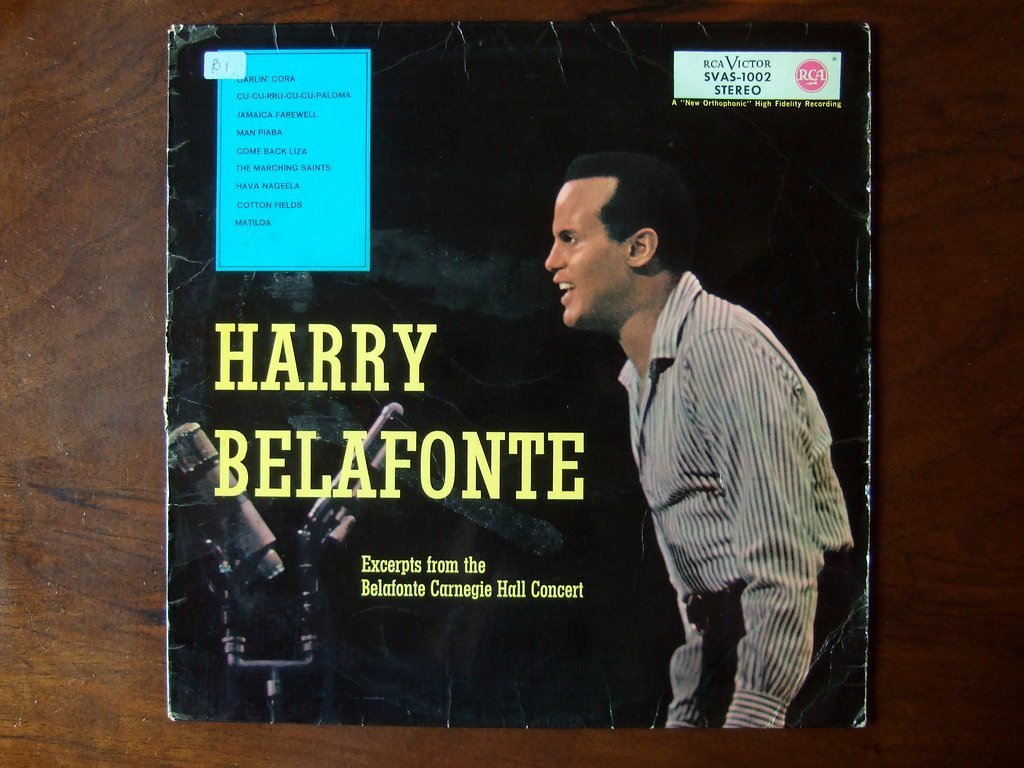 B1
DARLIN' CORA
CU-CU-RRU-CU-CU-PALOMA
JAMAICA FAREWELL
MAN PIABA
COME BACK LIZA
THE MARCHING SAINTS
HAVA NAGEELA
COTTON FIELDS
MATILDA
RCA VICTOR
SVAS-1002
STEREO
RCA
A "New Orthophonic" High Fidelity Recording
HARRY
BELAFONTE
Excerpts from the
Belafonte Carnegie Hall Concert